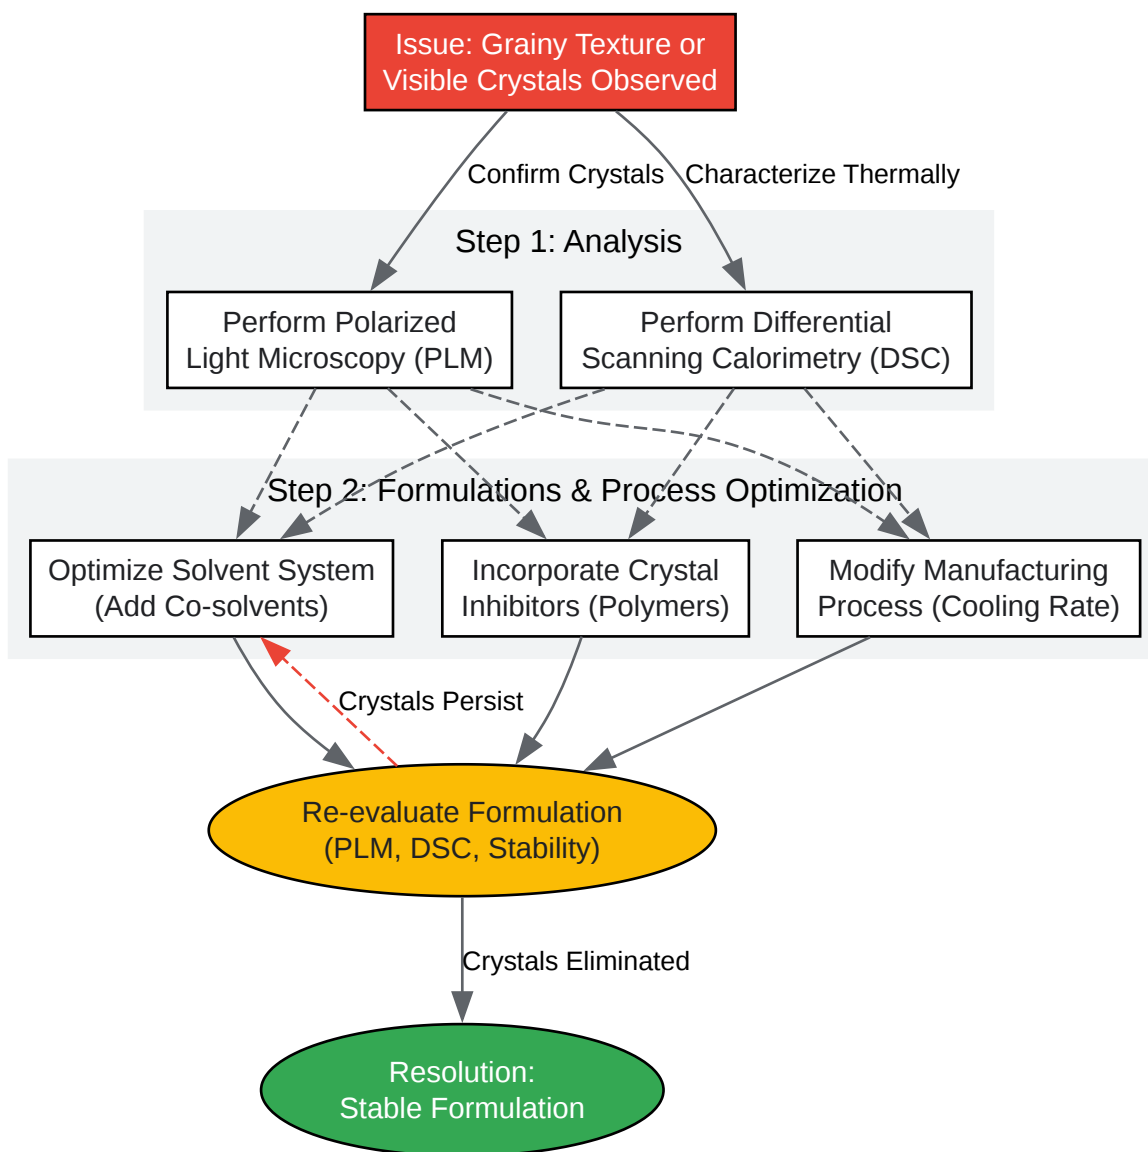 Issue: Grainy Texture or
Visible Crystals Observed
Confirm Crystals
Characterize Thermally
Step 1: Analysis
Perform Polarized
Light Microscopy (PLM)
Perform Differential
Scanning Calorimetry (DSC)
Step 2: Formulations & Process Optimization
Optimize Solvent System
(Add Co-solvents)
Incorporate Crystal
Inhibitors (Polymers)
Modify Manufacturing
Process (Cooling Rate)
Crystals Persist
Re-evaluate Formulation
(PLM, DSC, Stability)
Crystals Eliminated
Resolution:
Stable Formulation